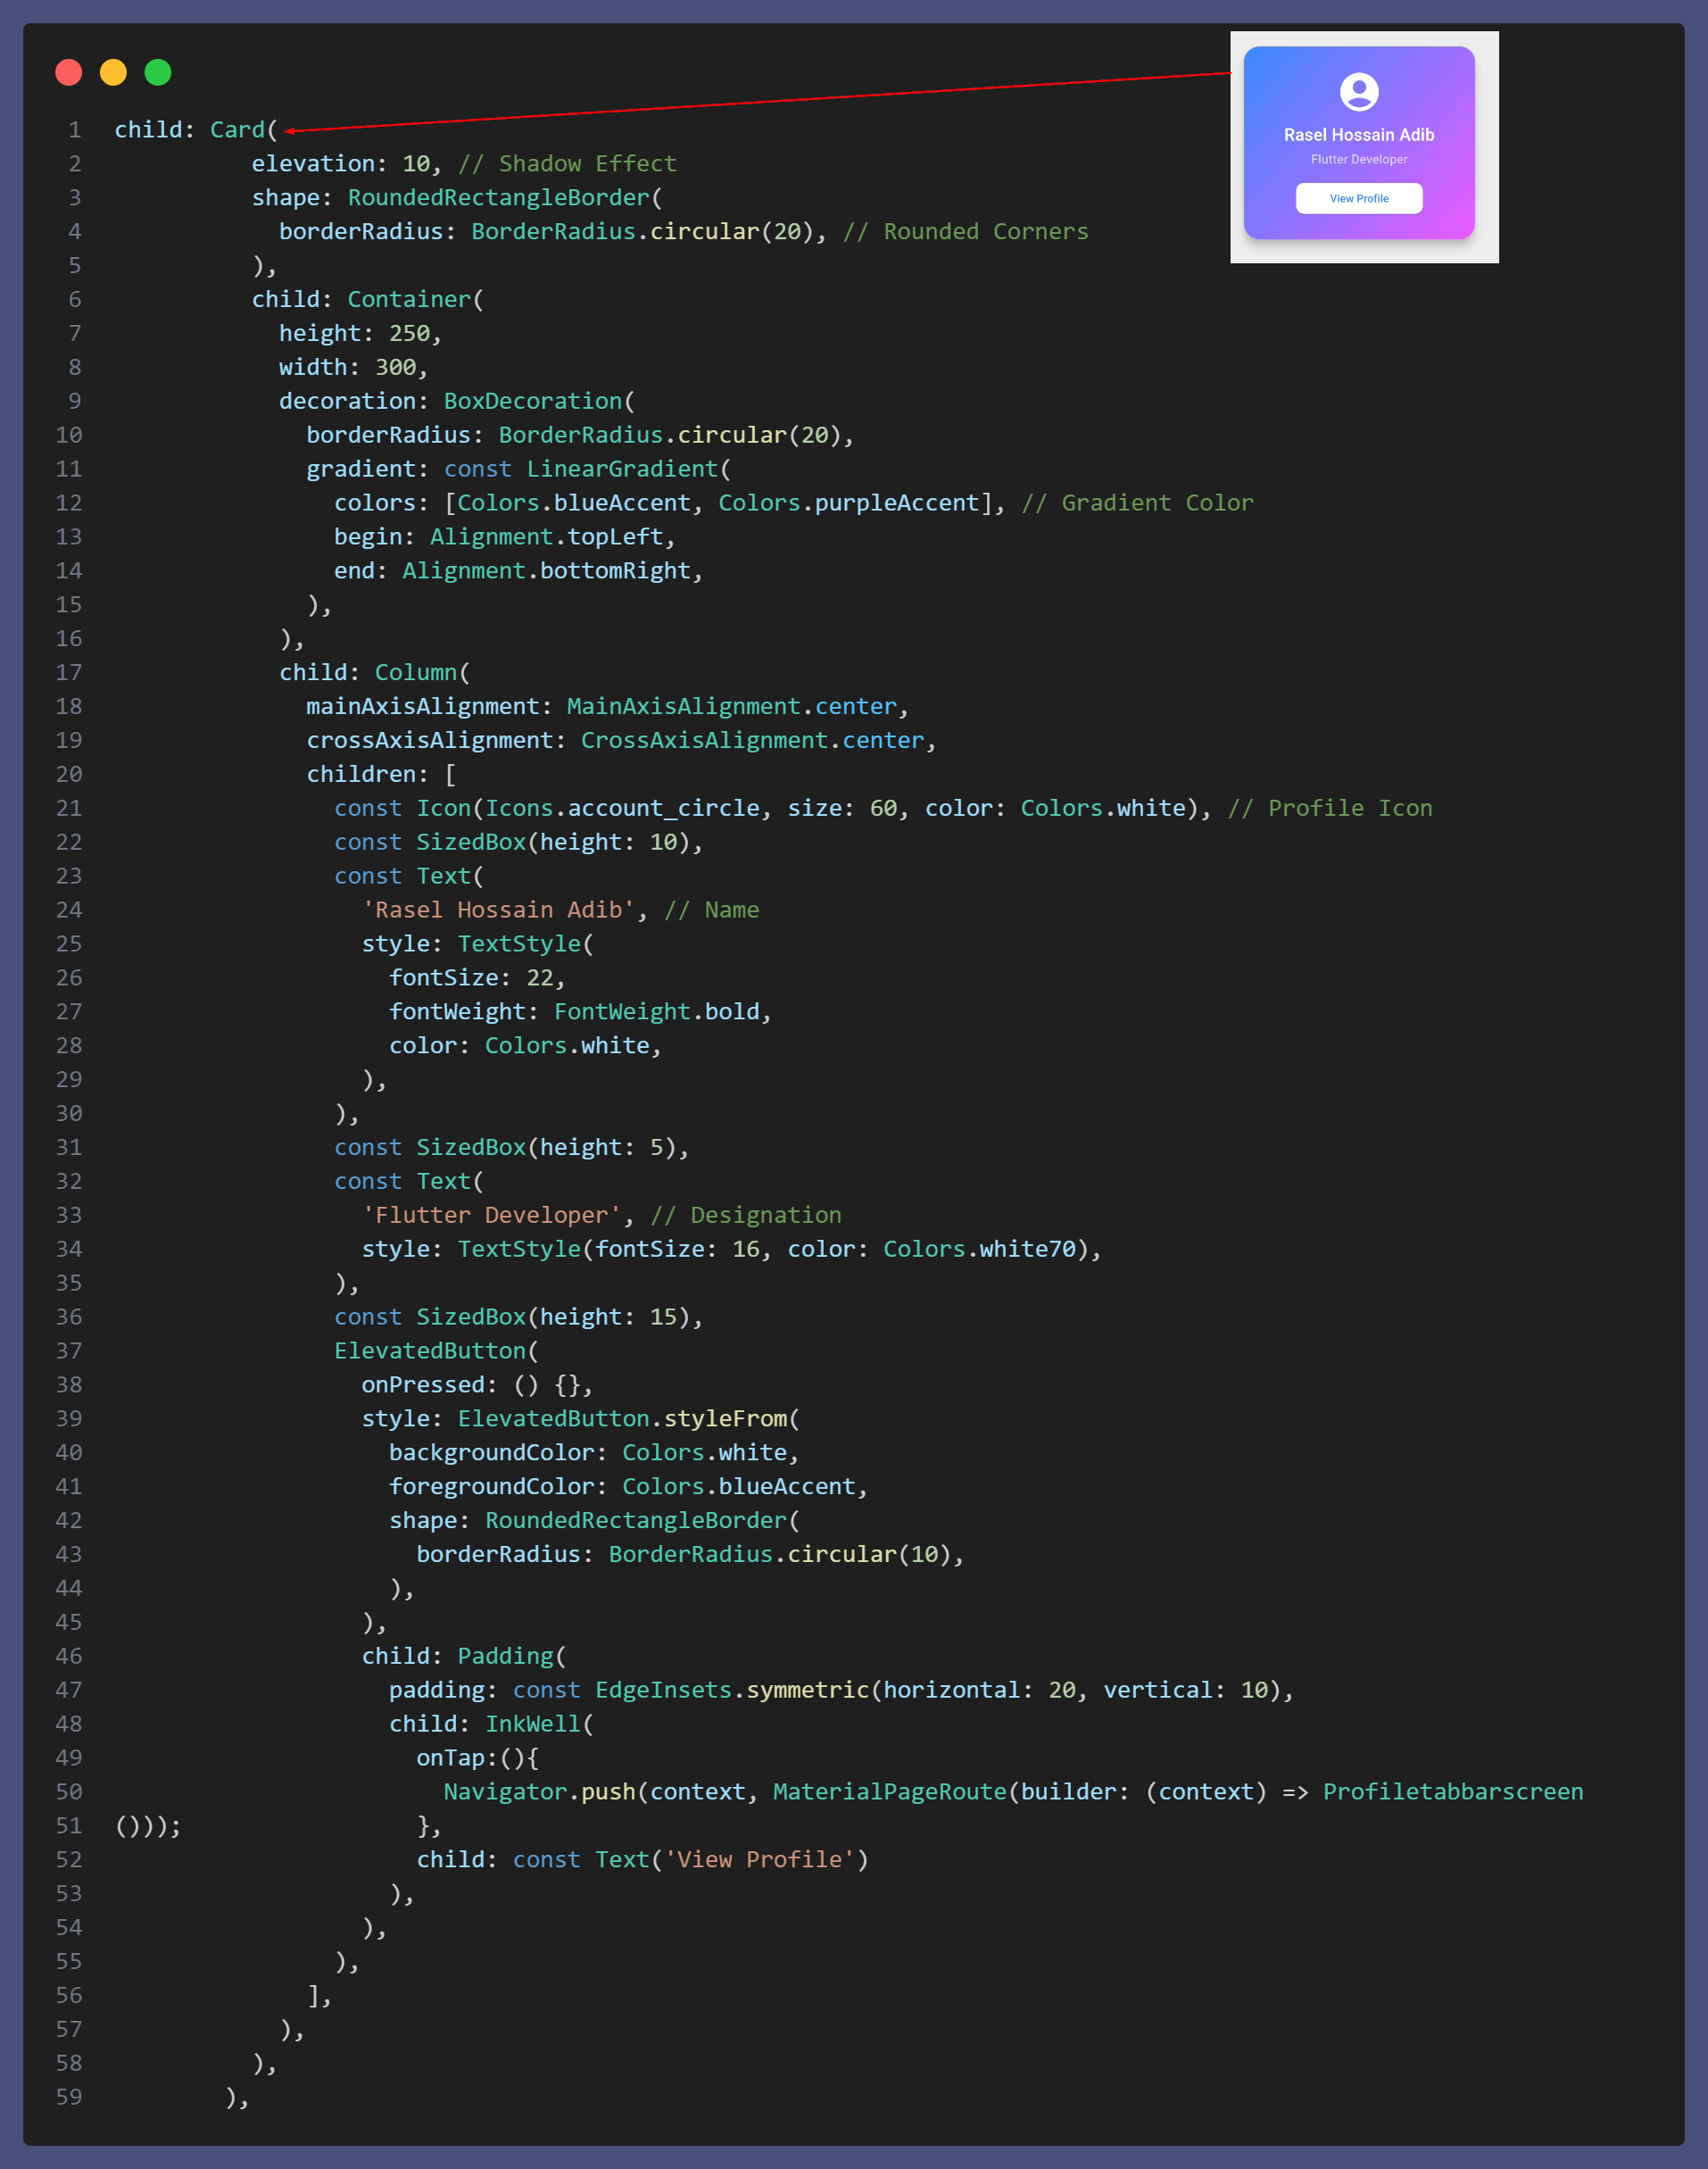 1 child: Card(
2           elevation: 10, // Shadow Effect
3           shape: RoundedRectangleBorder(
4             borderRadius: BorderRadius.circular(20), // Rounded Corners
5           ),
6           child: Container(
7             height: 250,
8             width: 300,
9             decoration: BoxDecoration(
10               borderRadius: BorderRadius.circular(20),
11               gradient: const LinearGradient(
12                 colors: [Colors.blueAccent, Colors.purpleAccent], // Gradient Color
13                 begin: Alignment.topLeft,
14                 end: Alignment.bottomRight,
15               ),
16             ),
17             child: Column(
18               mainAxisAlignment: MainAxisAlignment.center,
19               crossAxisAlignment: CrossAxisAlignment.center,
20               children: [
21                 const Icon(Icons.account_circle, size: 60, color: Colors.white), // Profile Icon
22                 const SizedBox(height: 10),
23                 const Text(
24                   'Rasel Hossain Adib', // Name
25                   style: TextStyle(
26                     fontSize: 22,
27                     fontWeight: FontWeight.bold,
28                     color: Colors.white,
29                   ),
30                 ),
31                 const SizedBox(height: 5),
32                 const Text(
33                   'Flutter Developer', // Designation
34                   style: TextStyle(fontSize: 16, color: Colors.white70),
35                 ),
36                 const SizedBox(height: 15),
37                 ElevatedButton(
38                   onPressed: () {},
39                   style: ElevatedButton.styleFrom(
40                     backgroundColor: Colors.white,
41                     foregroundColor: Colors.blueAccent,
42                     shape: RoundedRectangleBorder(
43                       borderRadius: BorderRadius.circular(10),
44                     ),
45                   ),
46                   child: Padding(
47                     padding: const EdgeInsets.symmetric(horizontal: 20, vertical: 10),
48                     child: InkWell(
49                       onTap:(){
50                         Navigator.push(context, MaterialPageRoute(builder: (context) => Profiletabbarscreen
51 ()));                 },
52                       child: const Text('View Profile')
53                     ),
54                   ),
55                 ),
56               ],
57             ),
58           ),
59         ),
Rasel Hossain Adib
Flutter Developer
View Profile